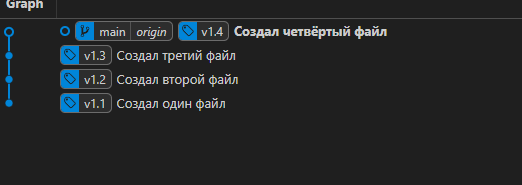 Graph
main origin v1.4 Создал четвёртый файл
v1.3 Создал третий файл
v1.2 Создал второй файл
v1.1 Создал один файл